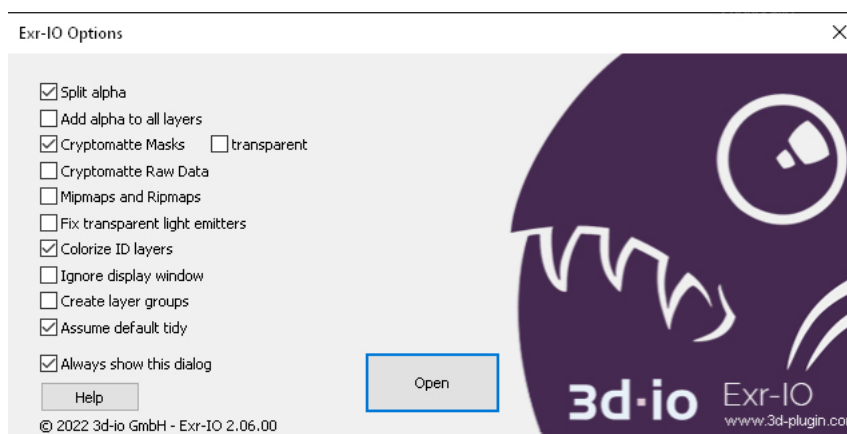 Exr-IO Options
Split alpha
Add alpha to all layers
Cryptomatte Masks transparent
Cryptomatte Raw Data
Mipmaps and Ripmaps
Fix transparent light emitters
Colorize ID layers
Ignore display window
Create layer groups
Assume default tidy
Always show this dialog
Open
Help
© 2022 3d-io GmbH - Exr-IO 2.06.00
3d·io Exr-IO
www.3d-plugin.com